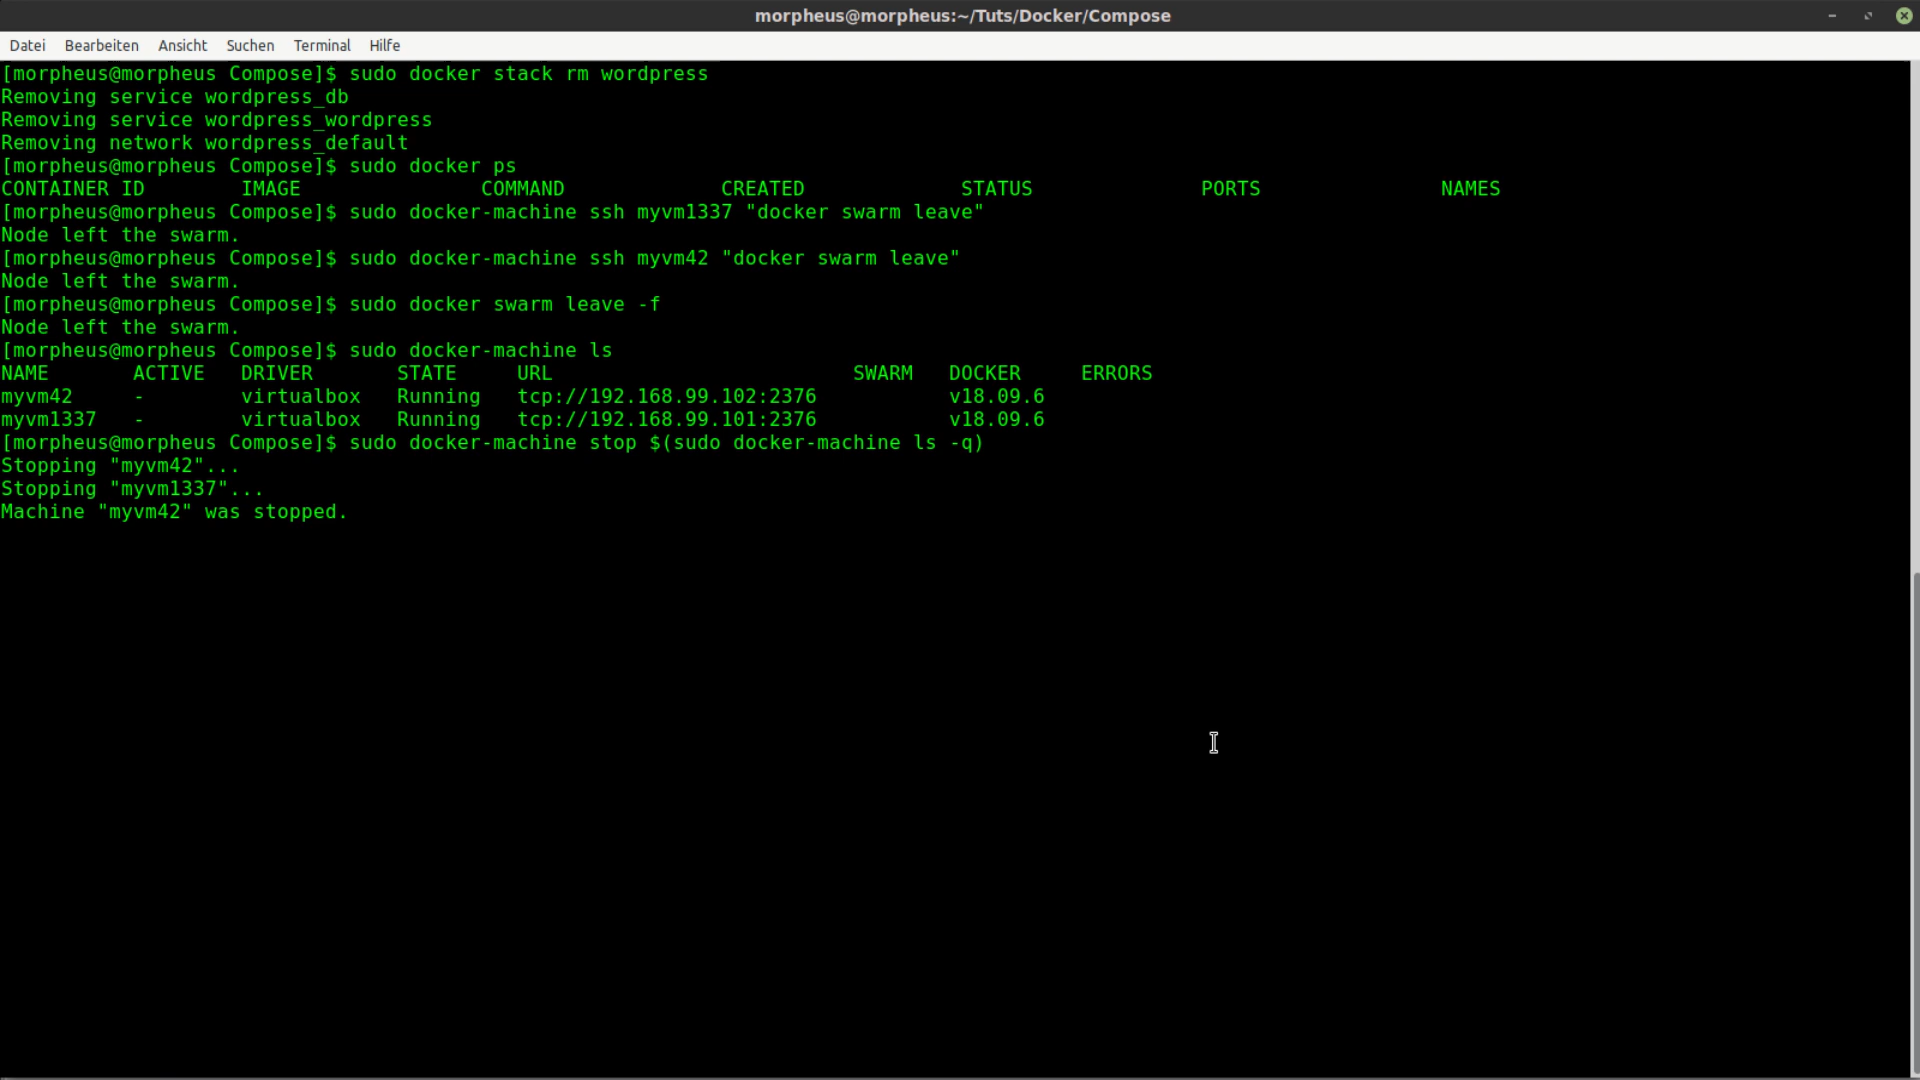 morpheus@morpheus:~/Tuts/Docker/Compose
Datei Bearbeiten Ansicht Suchen Terminal Hilfe
[morpheus@morpheus Compose]$ sudo docker stack rm wordpress
Removing service wordpress_db
Removing service wordpress_wordpress
Removing network wordpress_default
[morpheus@morpheus Compose]$ sudo docker ps
CONTAINER ID        IMAGE               COMMAND             CREATED             STATUS              PORTS               NAMES
[morpheus@morpheus Compose]$ sudo docker-machine ssh myvm1337 "docker swarm leave"
Node left the swarm.
[morpheus@morpheus Compose]$ sudo docker-machine ssh myvm42 "docker swarm leave"
Node left the swarm.
[morpheus@morpheus Compose]$ sudo docker swarm leave -f
Node left the swarm.
[morpheus@morpheus Compose]$ sudo docker-machine ls
NAME       ACTIVE   DRIVER       STATE     URL                         SWARM   DOCKER     ERRORS
myvm42     -        virtualbox   Running   tcp://192.168.99.102:2376           v18.09.6
myvm1337   -        virtualbox   Running   tcp://192.168.99.101:2376           v18.09.6
[morpheus@morpheus Compose]$ sudo docker-machine stop $(sudo docker-machine ls -q)
Stopping "myvm42"...
Stopping "myvm1337"...
Machine "myvm42" was stopped.